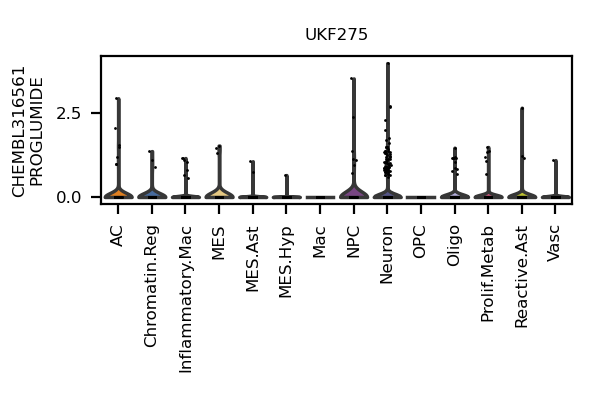 UKF275
CHEMBL316561
PROGLUMIDE
2.5
0.0
AC
Chromatin.Reg
Inflammatory.Mac
MES
MES.Ast
MES.Hyp
Mac
NPC
Neuron
OPC
Oligo
Prolif.Metab
Reactive.Ast
Vasc